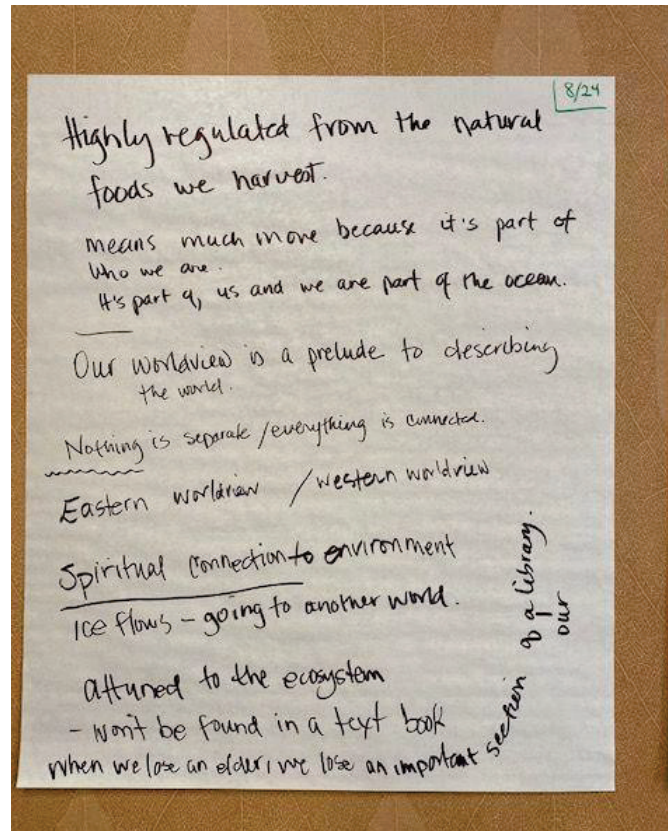 8/24
Highly regulated from the natural
foods we harvest.
means much more because it's part of
who we are.
It's part of us and we are part of the ocean.
Our worldview is a prelude to describing
the world.
Nothing is separate / everything is connected.
Eastern worldview / western worldview
Spiritual Connection to environment
Ice flows - going to another world.
attuned to the ecosystem
- won't be found in a text book
when we lose an elder, we lose an important section of a library.
our